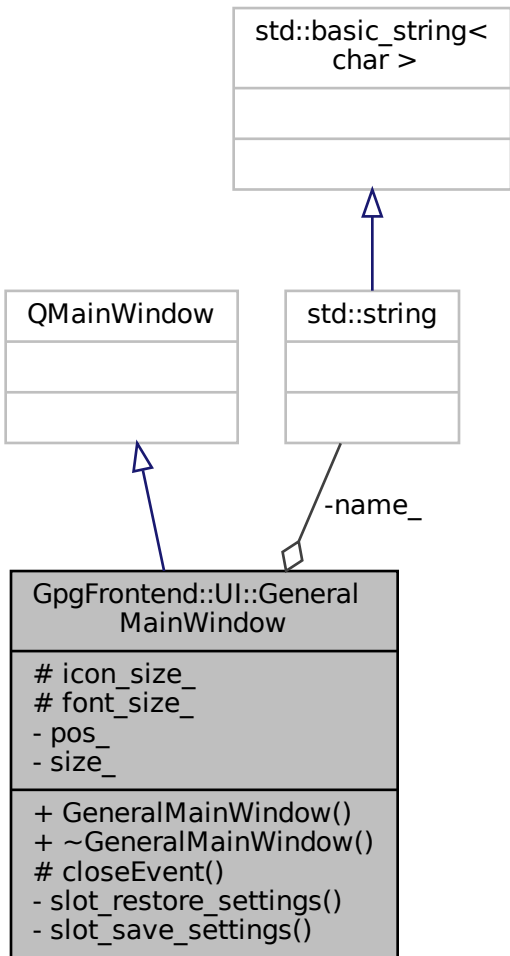 std::basic_string<
char >
QMainWindow
std::string
-name_
GpgFrontend::UI::General
MainWindow
# icon_size_
# font_size_
- pos_
- size_
+ GeneralMainWindow()
+ ~GeneralMainWindow()
# closeEvent()
- slot_restore_settings()
- slot_save_settings()